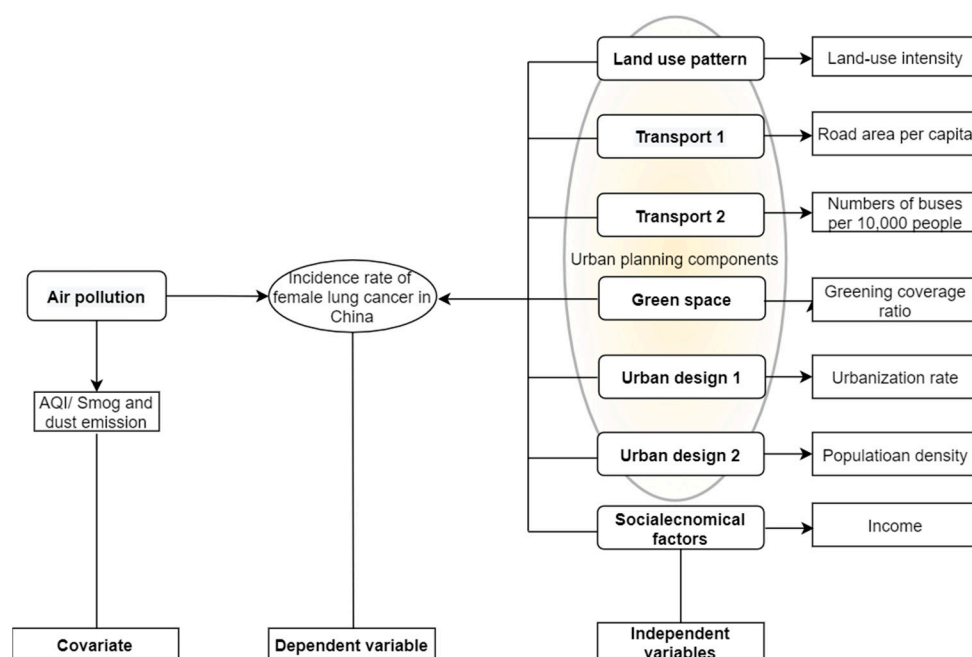 Land use pattern
Land-use intensity
Transport 1
Road area per capita
Transport 2
Numbers of buses
per 10,000 people
Urban planning components
Air pollution
Incidence rate of
female lung cancer in
China
Green space
Greening coverage
ratio
Urban design 1
Urbanization rate
AQI/ Smog and
dust emission
Urban design 2
Populatioan density
Socialecnomical
factors
Income
Covariate
Dependent variable
Independent
variables